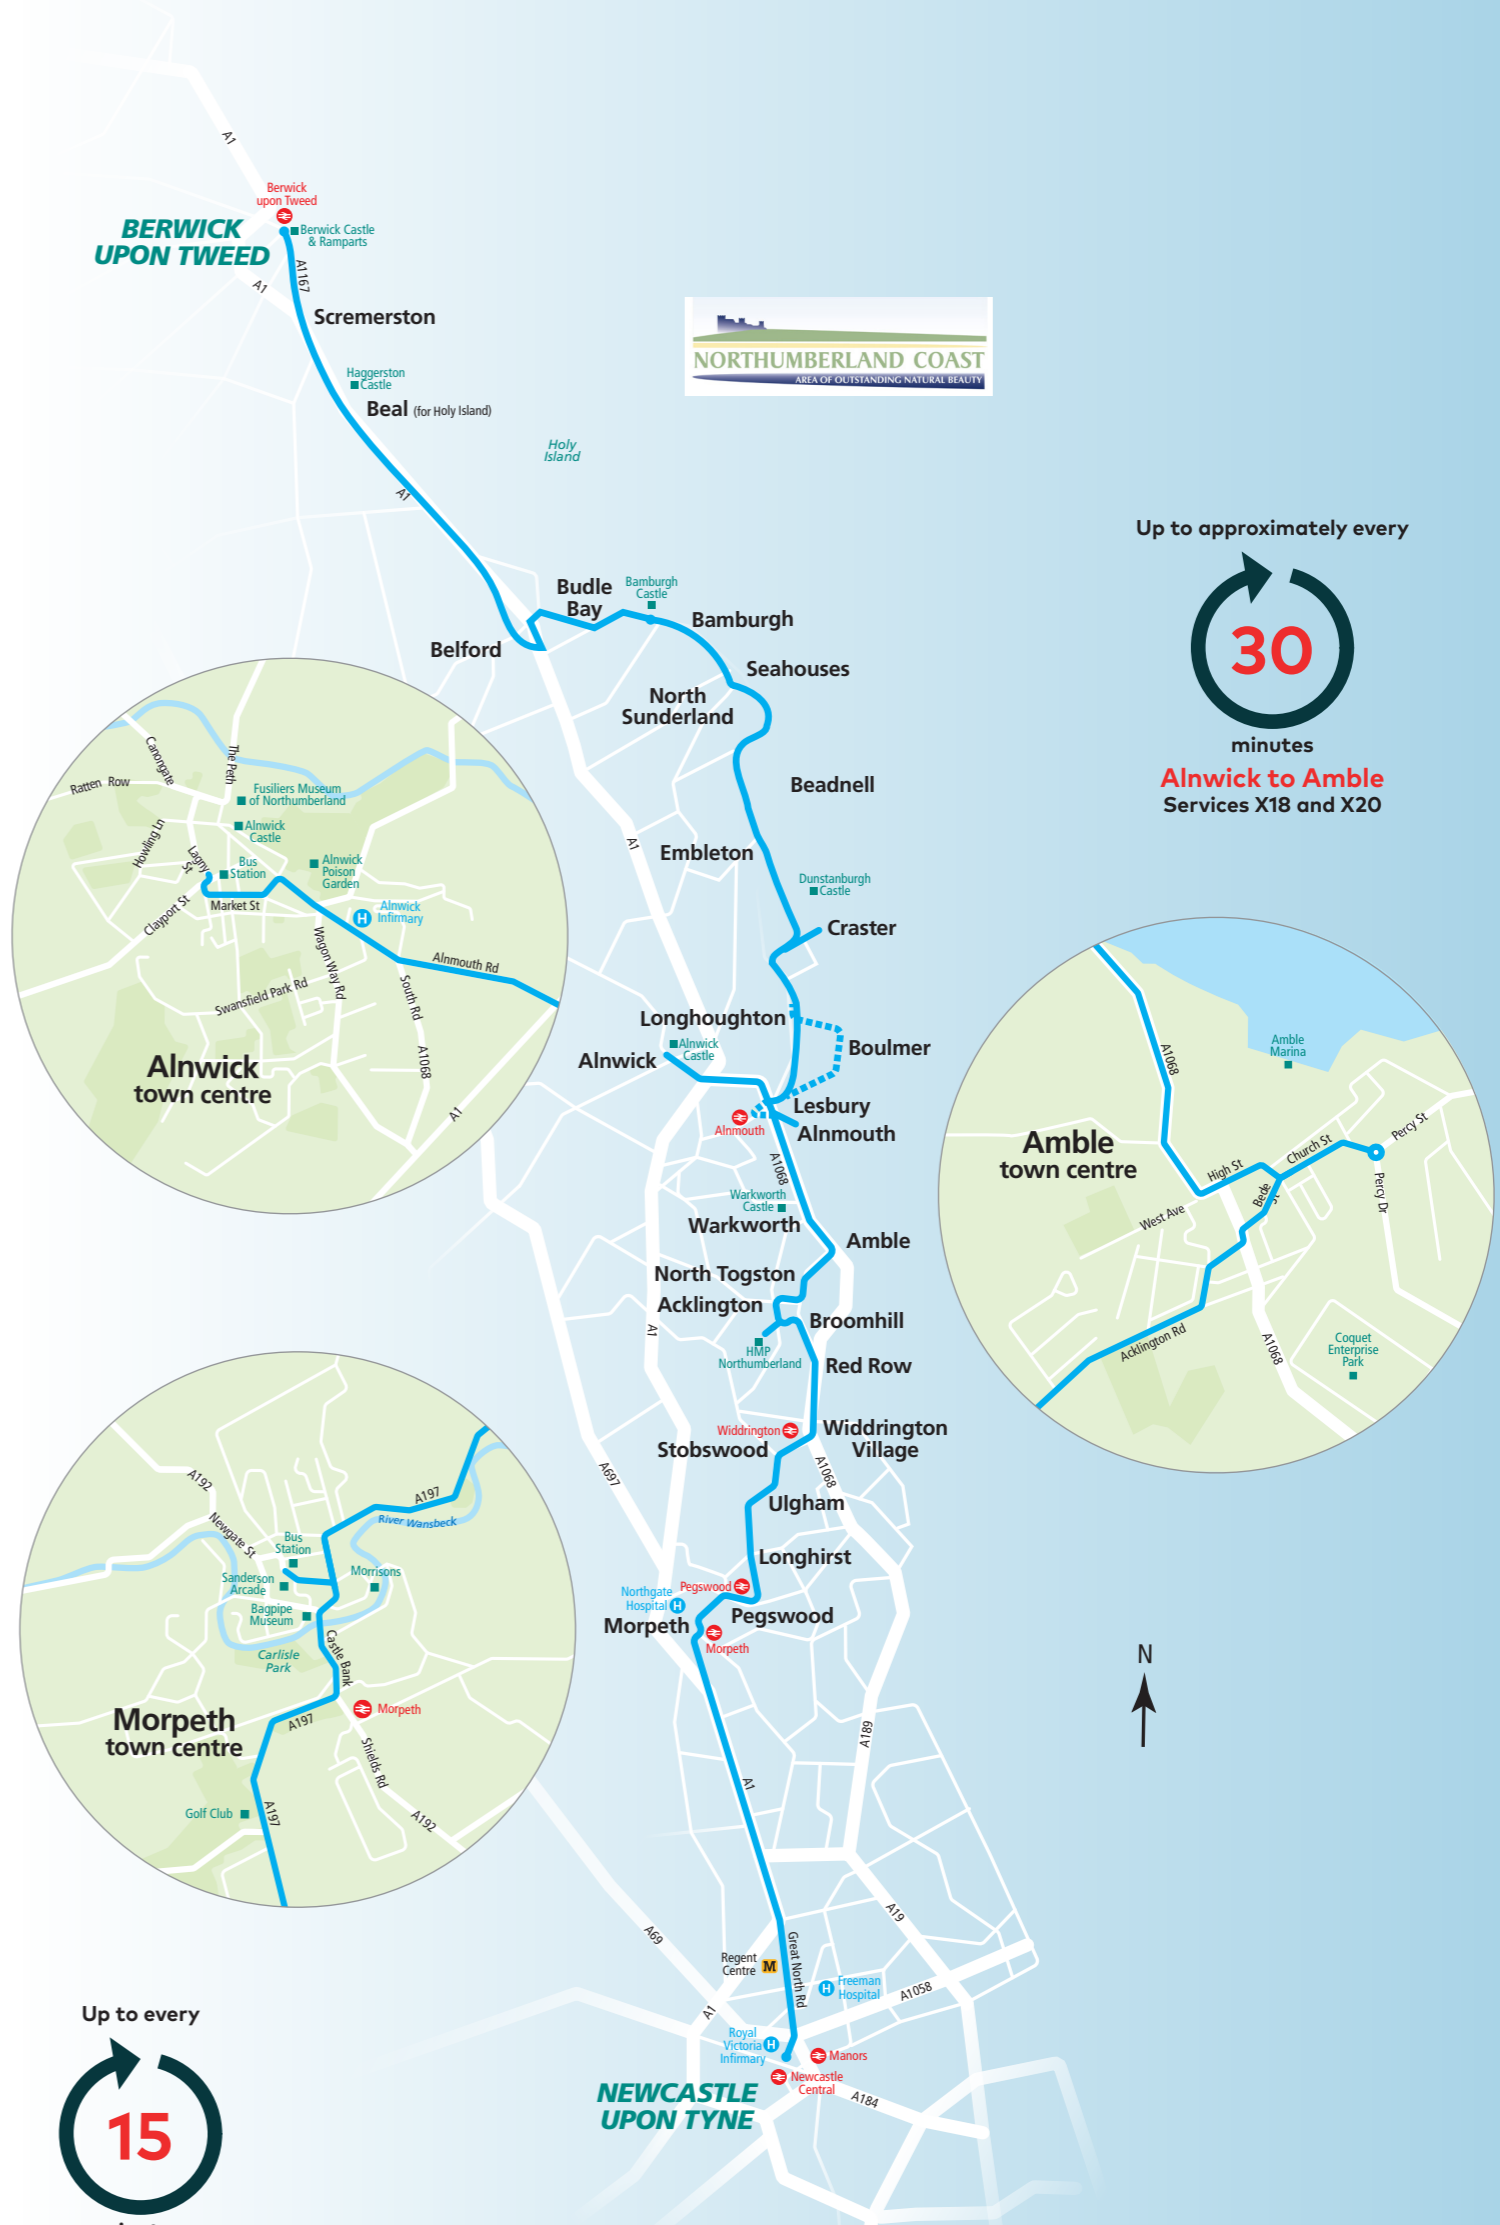 A1
Berwick
upon Tweed
BERWICK
UPON TWEED
Berwick Castle
& Ramparts
A1167
A1
Scremerston
NORTHUMBERLAND COAST
AREA OF OUTSTANDING NATURAL BEAUTY
Haggerston
Castle
Beal (for Holy Island)
Holy
Island
A1
Up to approximately every
30
minutes
Alnwick to Amble
Services X18 and X20
Budle
Bay
Bamburgh
Castle
Bamburgh
Belford
Seahouses
North
Sunderland
Beadnell
A1
Embleton
Dunstanburgh
Castle
Craster
Longhoughton
Alnwick
Castle
Alnwick
Boulmer
Lesbury
Alnmouth
Alnmouth
A1068
Warkworth
Castle
Warkworth
Amble
North Togston
Acklington
Broomhill
A1
HMP
Northumberland
Red Row
Widdrington
Widdrington
Village
Stobswood
A1068
A697
Ulgham
Longhirst
Northgate
Hospital
H
Pegswood
Pegswood
Morpeth
Morpeth
N
A189
A1
A19
A69
Regent
Centre
M
Great North Rd
H
Freeman
Hospital
A1058
A1
Royal
Victoria
Infirmary
H
Manors
Newcastle
Central
A184
NEWCASTLE
UPON TYNE
Canongate
The Peth
Ratten Row
Fusiliers Museum
of Northumberland
Alnwick
Castle
Howling Ln
Lagny
St
Bus
Station
Alnwick
Poison
Garden
Market St
Clayport St
H
Alnwick
Infirmary
Wagon Way Rd
Alnmouth Rd
Swansfield Park Rd
South Rd
A1068
A1
Alnwick
town centre
Amble
Marina
A1068
Amble
town centre
High St
Church St
Percy St
Bede
St
Percy Dr
West Ave
Acklington Rd
A1068
Coquet
Enterprise
Park
A192
A197
Newgate St
River Wansbeck
Bus
Station
Sanderson
Arcade
Morrisons
Bagpipe
Museum
Castle Bank
Carlisle
Park
Morpeth
A197
Morpeth
town centre
Shields Rd
Golf Club
A197
A192
Up to every
15